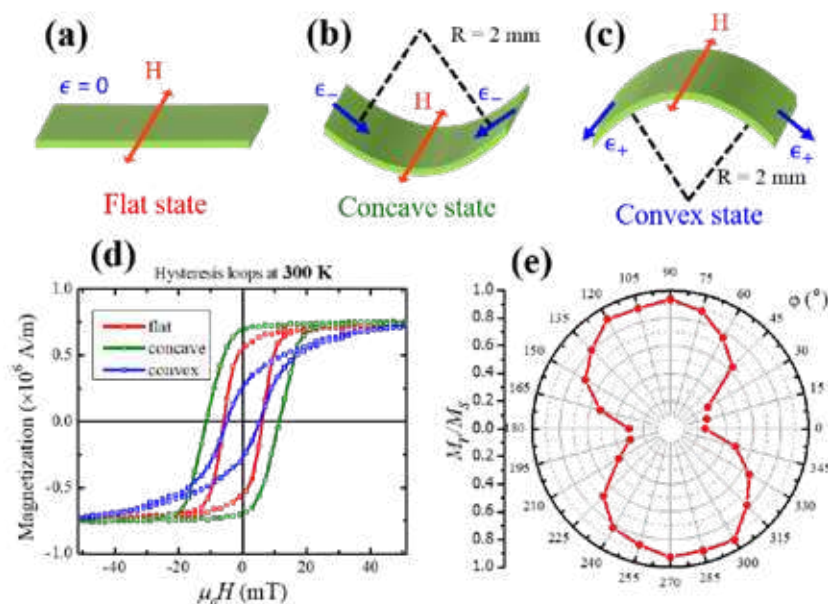 (a)
ϵ = 0
H
Flat state
(b)
R = 2 mm
ϵ−
H
ϵ−
Concave state
(c)
H
ϵ+
ϵ+
R = 2 mm
Convex state
(d)
Hysteresis loops at 300 K
flat
concave
convex
Magnetization (×10⁶ A/m)
1.0
0.5
0.0
-0.5
-1.0
-40 -20 0 20 40
μ₀H (mT)
(e)
Mr/MS
1.0
0.8
0.6
0.4
0.2
0.0
0.2
0.4
0.6
0.8
1.0
ϕ (°)
0
15
30
45
60
75
90
105
120
135
150
165
180
195
210
225
240
270
285
300
315
330
345